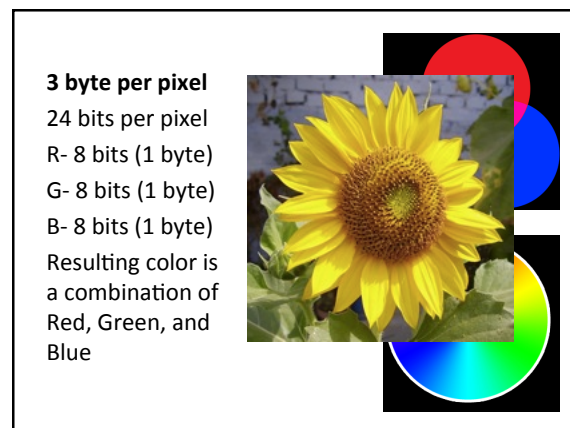 3 byte per pixel
24 bits per pixel
R- 8 bits (1 byte)
G- 8 bits (1 byte)
B- 8 bits (1 byte)
Resulting color is
a combination of
Red, Green, and
Blue